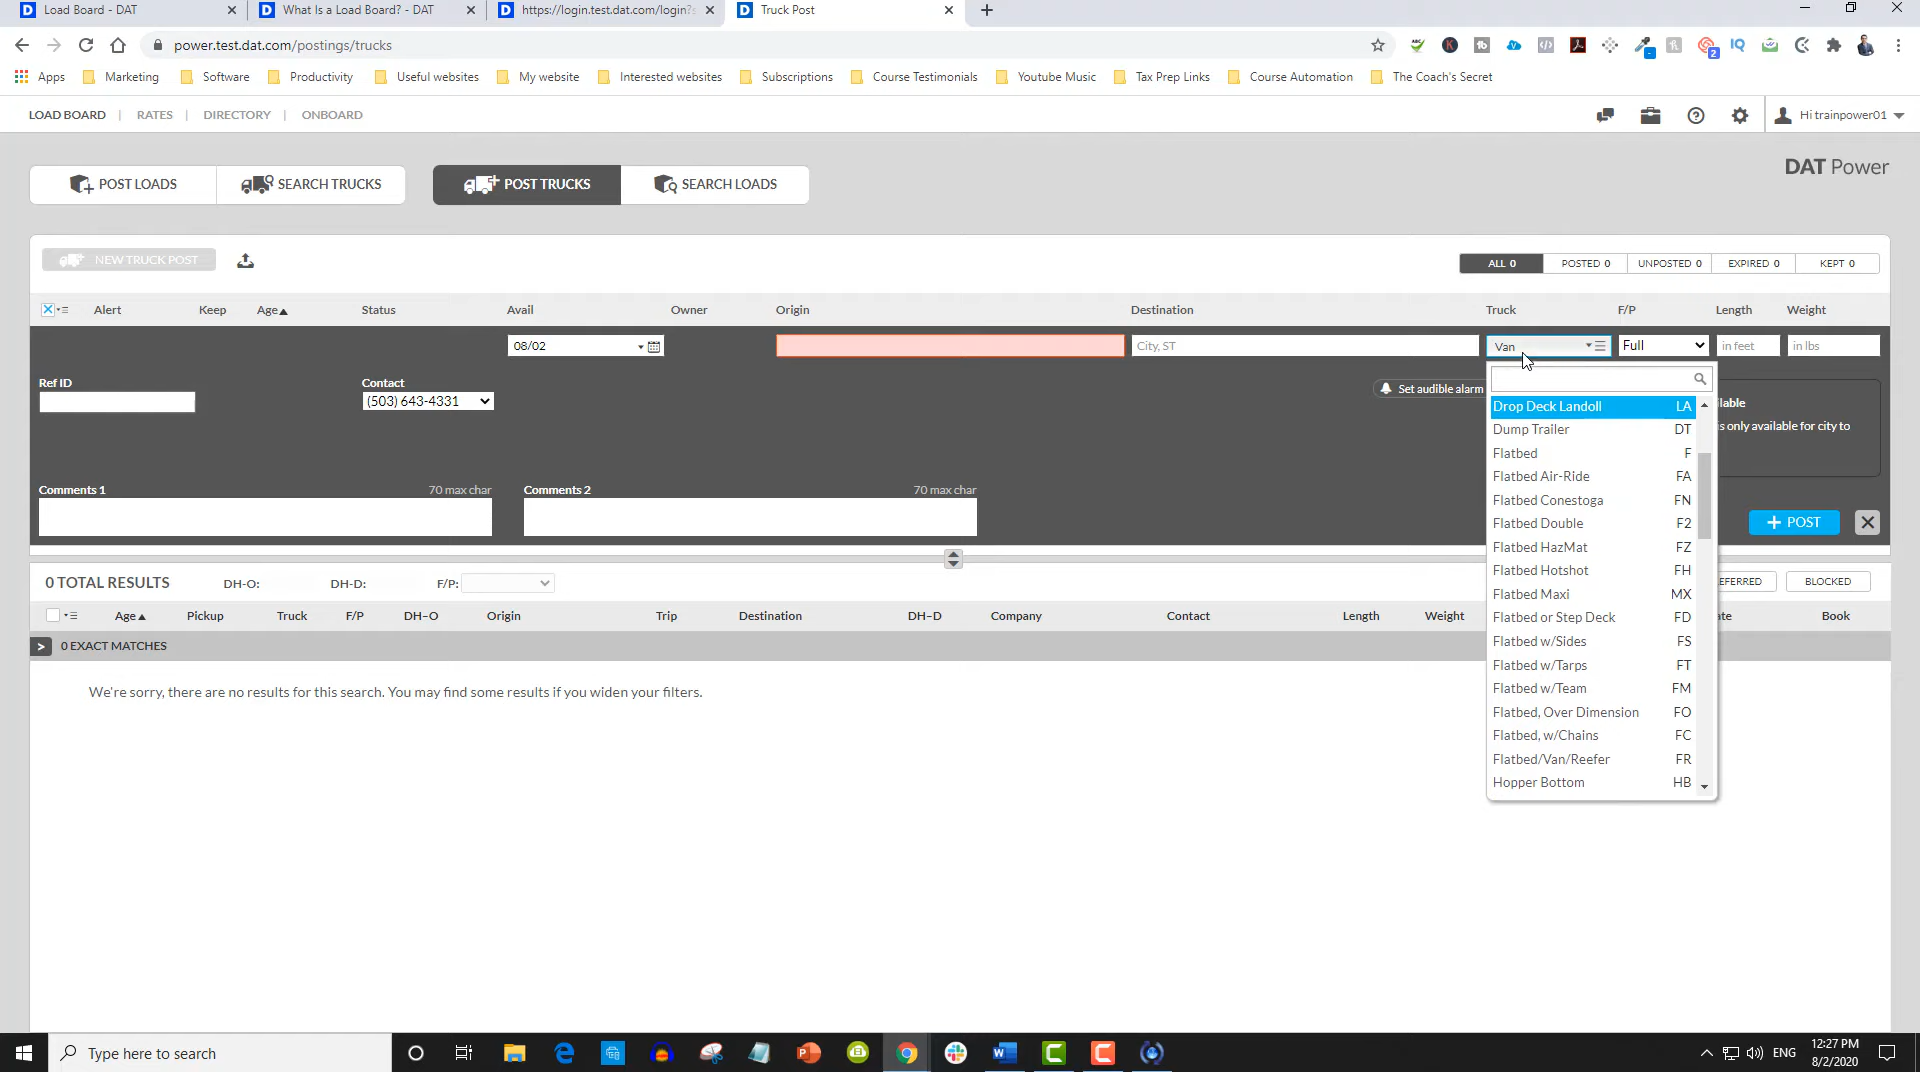 Load Board - DAT
What Is a Load Board? - DAT
https://login.test.dat.com/login?s
Truck Post
power.test.dat.com/postings/trucks
Apps Marketing Software Productivity Useful websites My website Interested websites Subscriptions Course Testimonials Youtube Music Tax Prep Links Course Automation The Coach's Secret
LOAD BOARD | RATES | DIRECTORY | ONBOARD
Hi trainpower01
POST LOADS SEARCH TRUCKS POST TRUCKS SEARCH LOADS
DAT Power
NEW TRUCK POST
ALL 0 POSTED 0 UNPOSTED 0 EXPIRED 0 KEPT 0
Alert Keep Age Status Avail Owner Origin Destination Truck F/P Length Weight
08/02 City, ST Van Full in feet in lbs
Ref ID Contact
(503) 643-4331
Set audible alarm
Comments 1 70 max char Comments 2 70 max char
Drop Deck Landoll LA
Dump Trailer DT
Flatbed F
Flatbed Air-Ride FA
Flatbed Conestoga FN
Flatbed Double F2
Flatbed HazMat FZ
Flatbed Hotshot FH
Flatbed Maxi MX
Flatbed or Step Deck FD
Flatbed w/Sides FS
Flatbed w/Tarps FT
Flatbed w/Team FM
Flatbed, Over Dimension FO
Flatbed, w/Chains FC
Flatbed/Van/Reefer FR
Hopper Bottom HB
ilable
s only available for city to
+ POST
0 TOTAL RESULTS DH-O: DH-D: F/P:
EFERRED BLOCKED
Age Pickup Truck F/P DH-O Origin Trip Destination DH-D Company Contact Length Weight ate Book
0 EXACT MATCHES
We're sorry, there are no results for this search. You may find some results if you widen your filters.
Type here to search
ENG
12:27 PM
8/2/2020